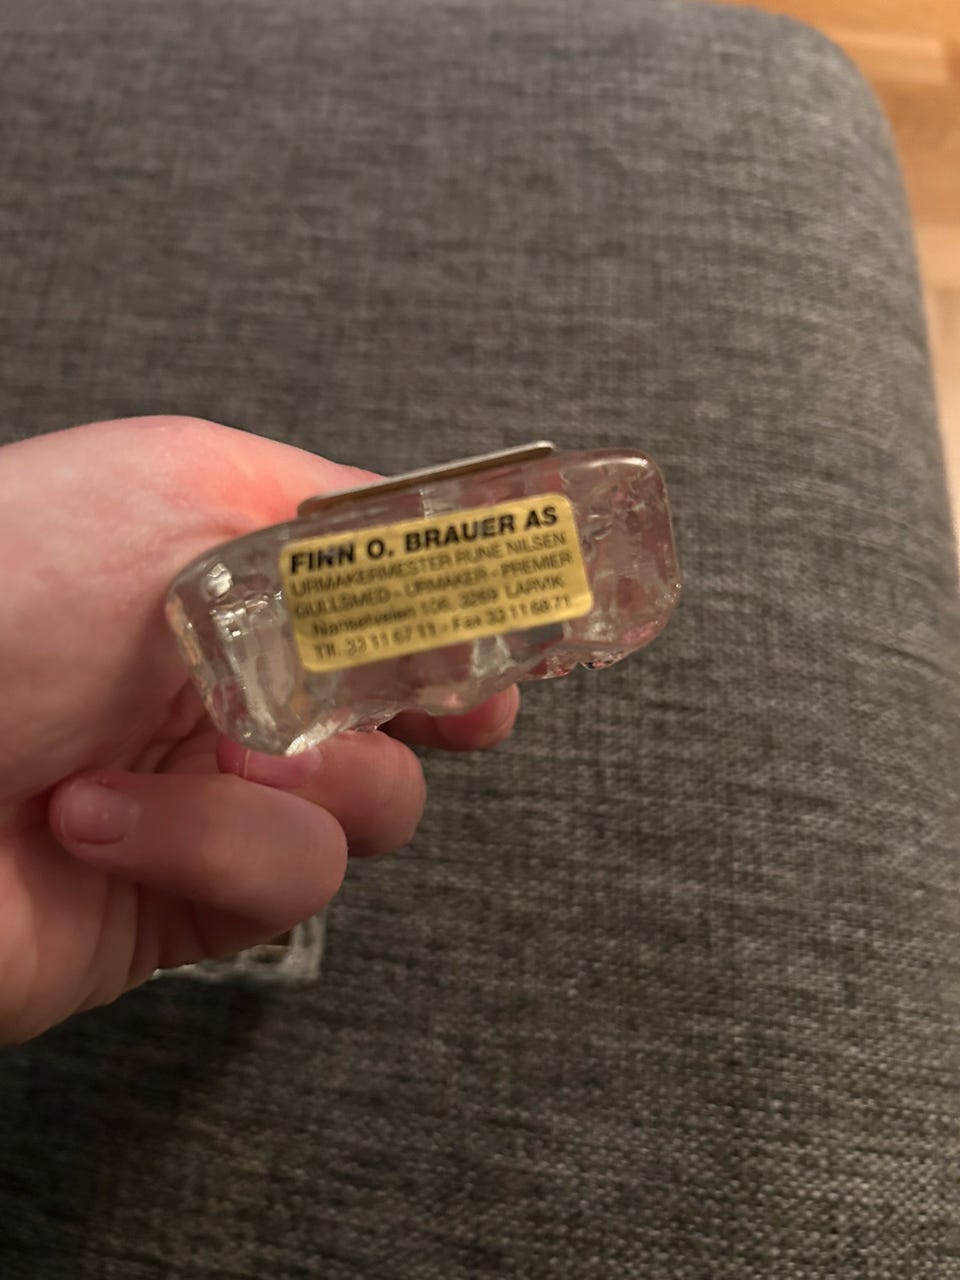 FINN O. BRAUER AS
URMAKERMESTER RUNE NILSEN
GULLSMED - URMAKER - PREMIER
Nansetveien 106, 3269 LARVIK
Tlf. 33 11 67 11 - Fax 33 11 69 71